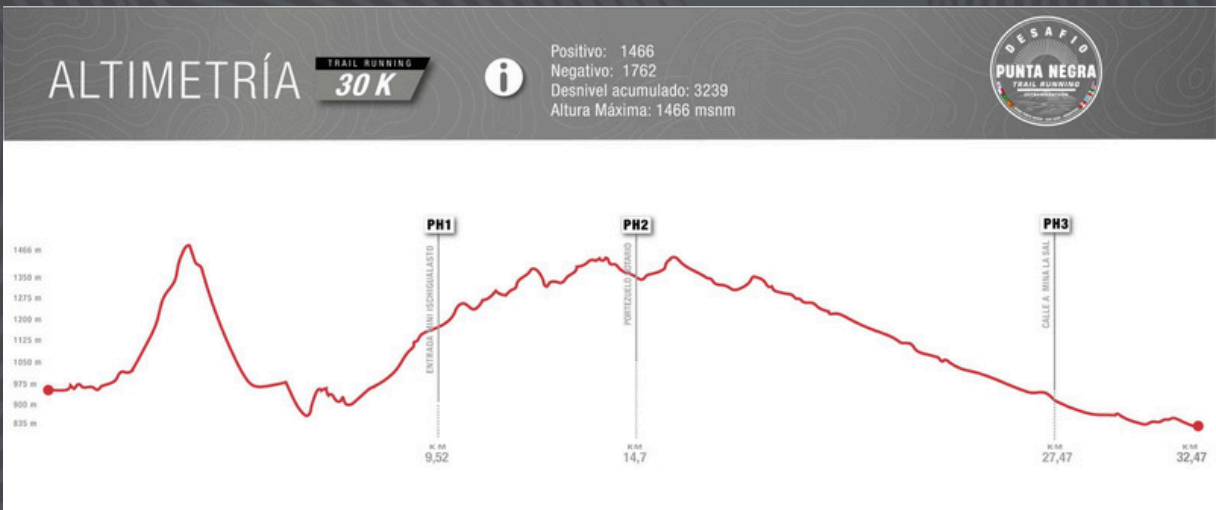 ALTIMETRÍA
TRAIL RUNNING
30 K
i
Positivo: 1466
Negativo: 1762
Desnivel acumulado: 3239
Altura Máxima: 1466 msnm
DESAFIO
PUNTA NEGRA
TRAIL RUNNING
PH1
PH2
PH3
ENTRADA MINI ISCHIGUALASTO
PORTEZUELO
CALLE A MINA LA SAL
1466 m
1350 m
1275 m
1200 m
1125 m
1050 m
975 m
900 m
835 m
KM
9,52
KM
14,7
KM
27,47
KM
32,47